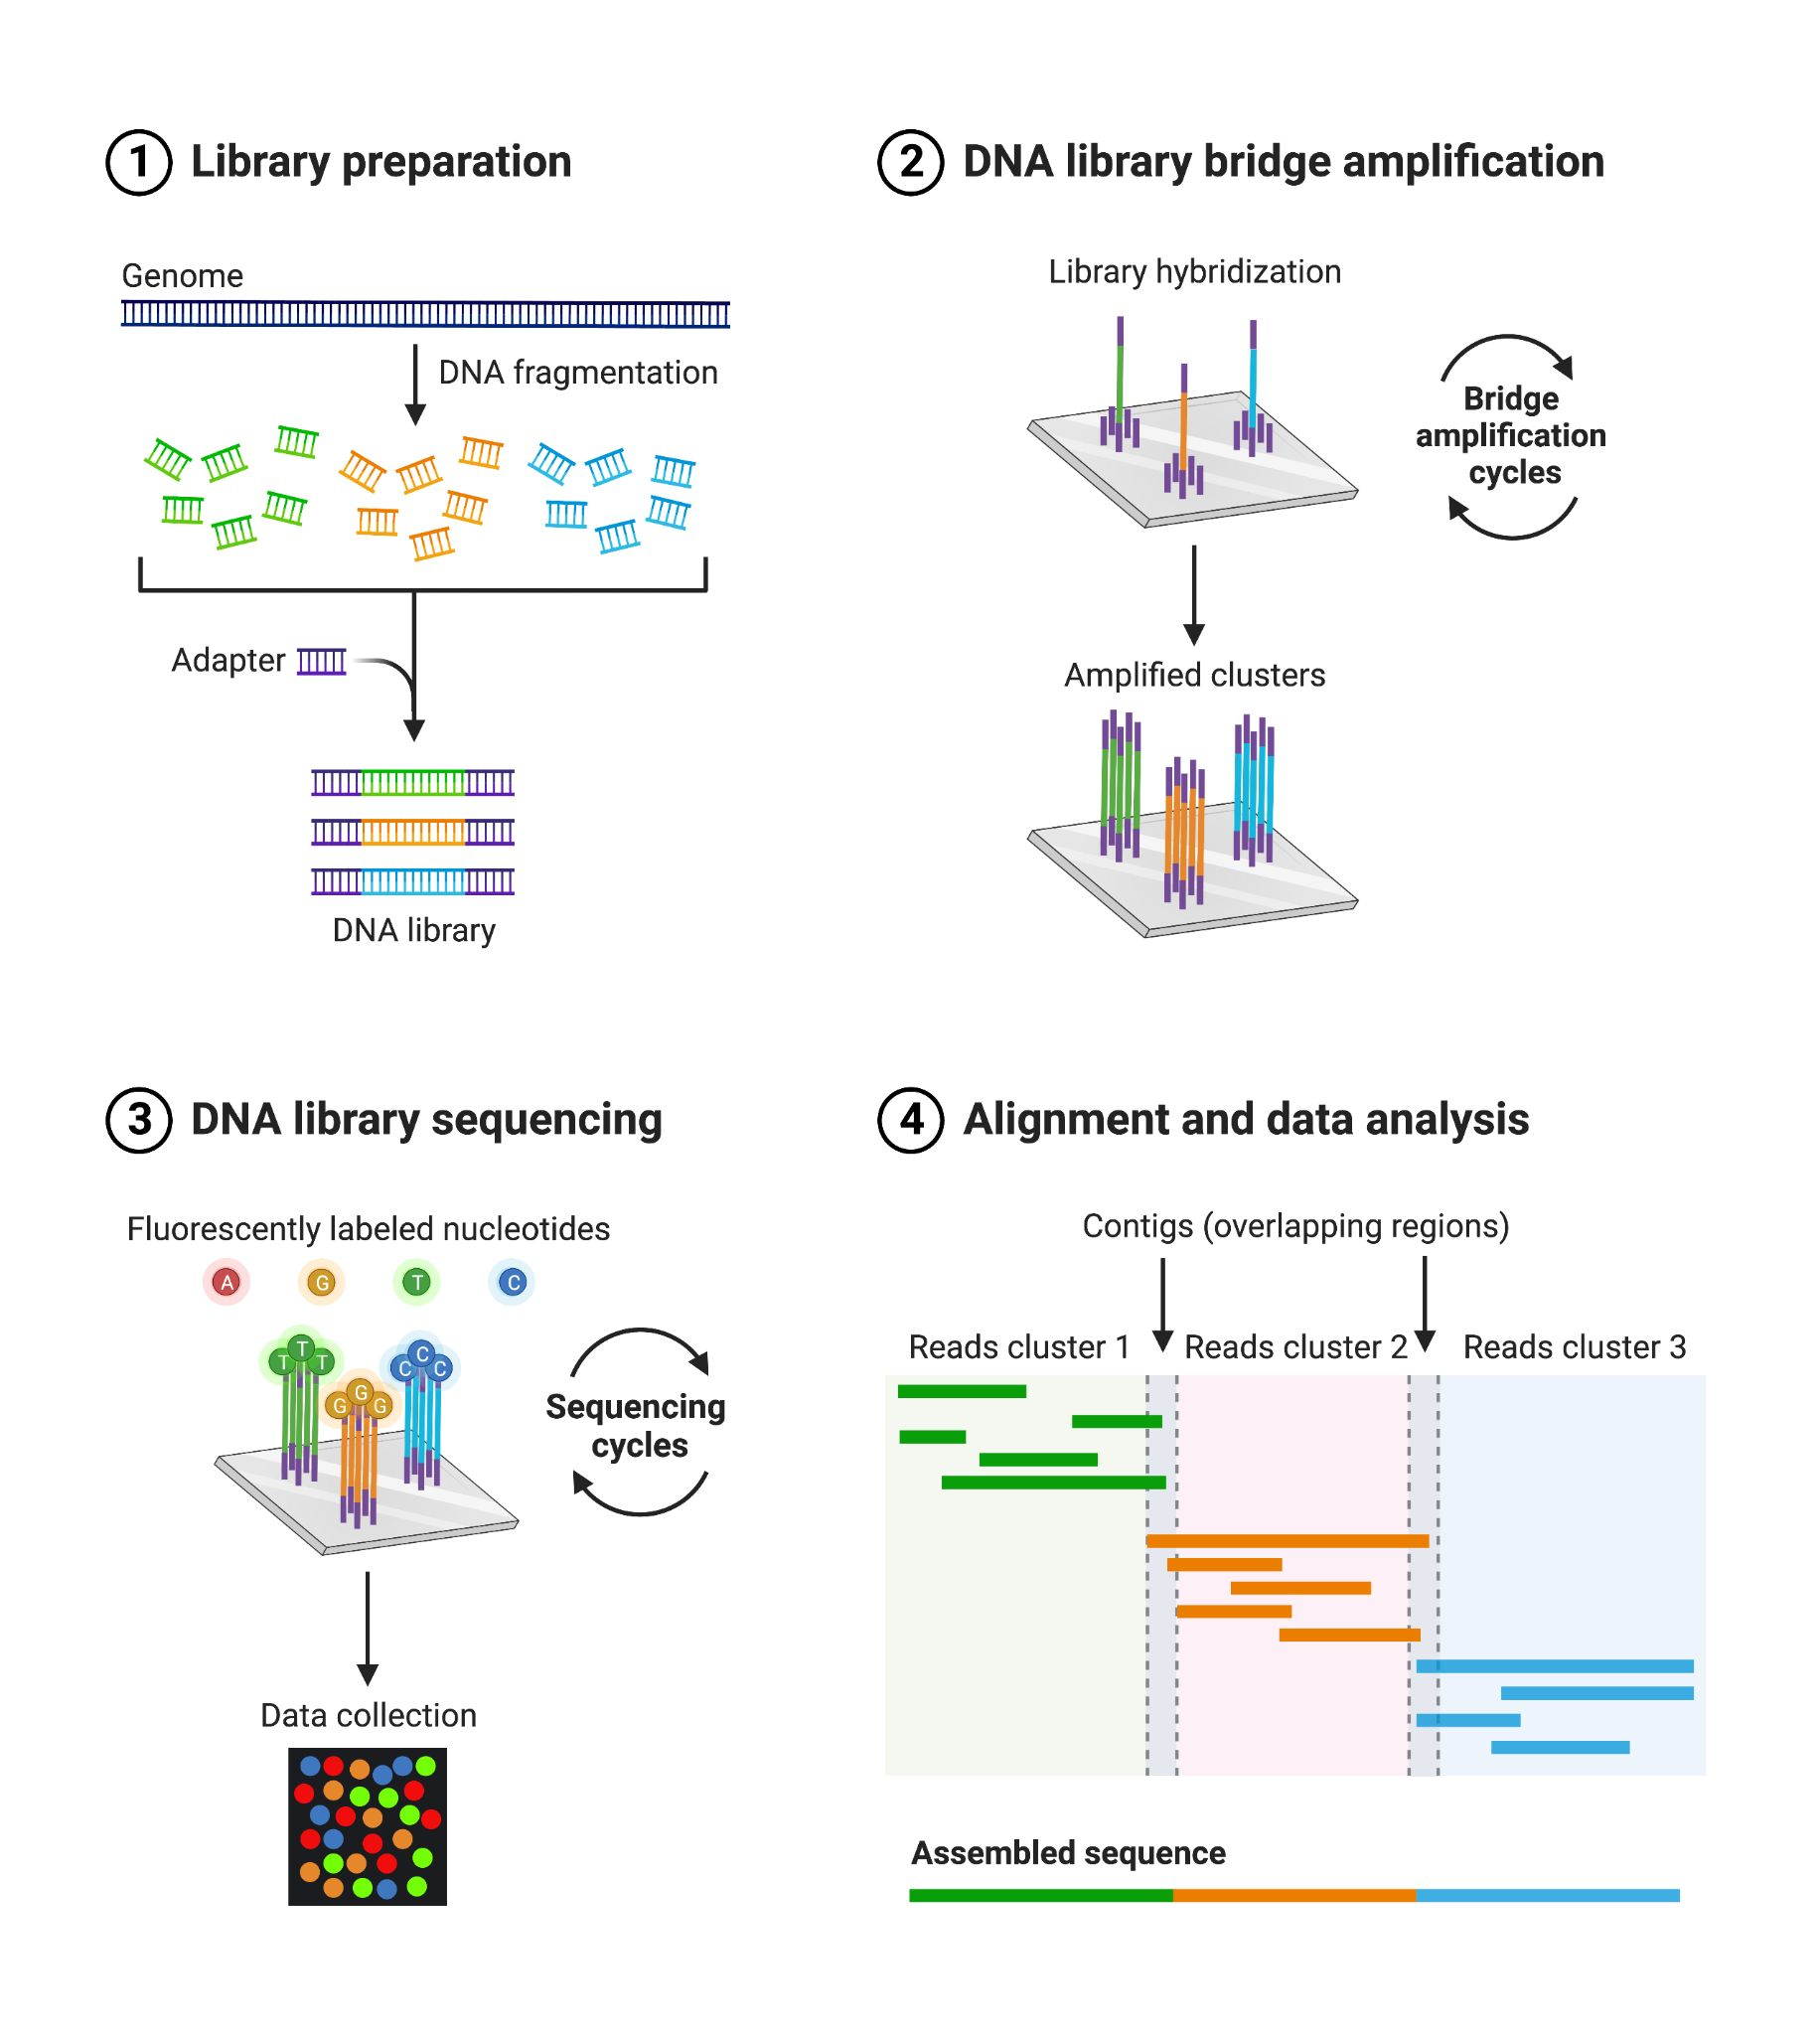 1 Library preparation
Genome
DNA fragmentation
Adapter
DNA library
2 DNA library bridge amplification
Library hybridization
Bridge
amplification
cycles
Amplified clusters
3 DNA library sequencing
Fluorescently labeled nucleotides
A G T C
T T T
C C C
G G G
Sequencing
cycles
Data collection
4 Alignment and data analysis
Contigs (overlapping regions)
Reads cluster 1 Reads cluster 2 Reads cluster 3
Assembled sequence